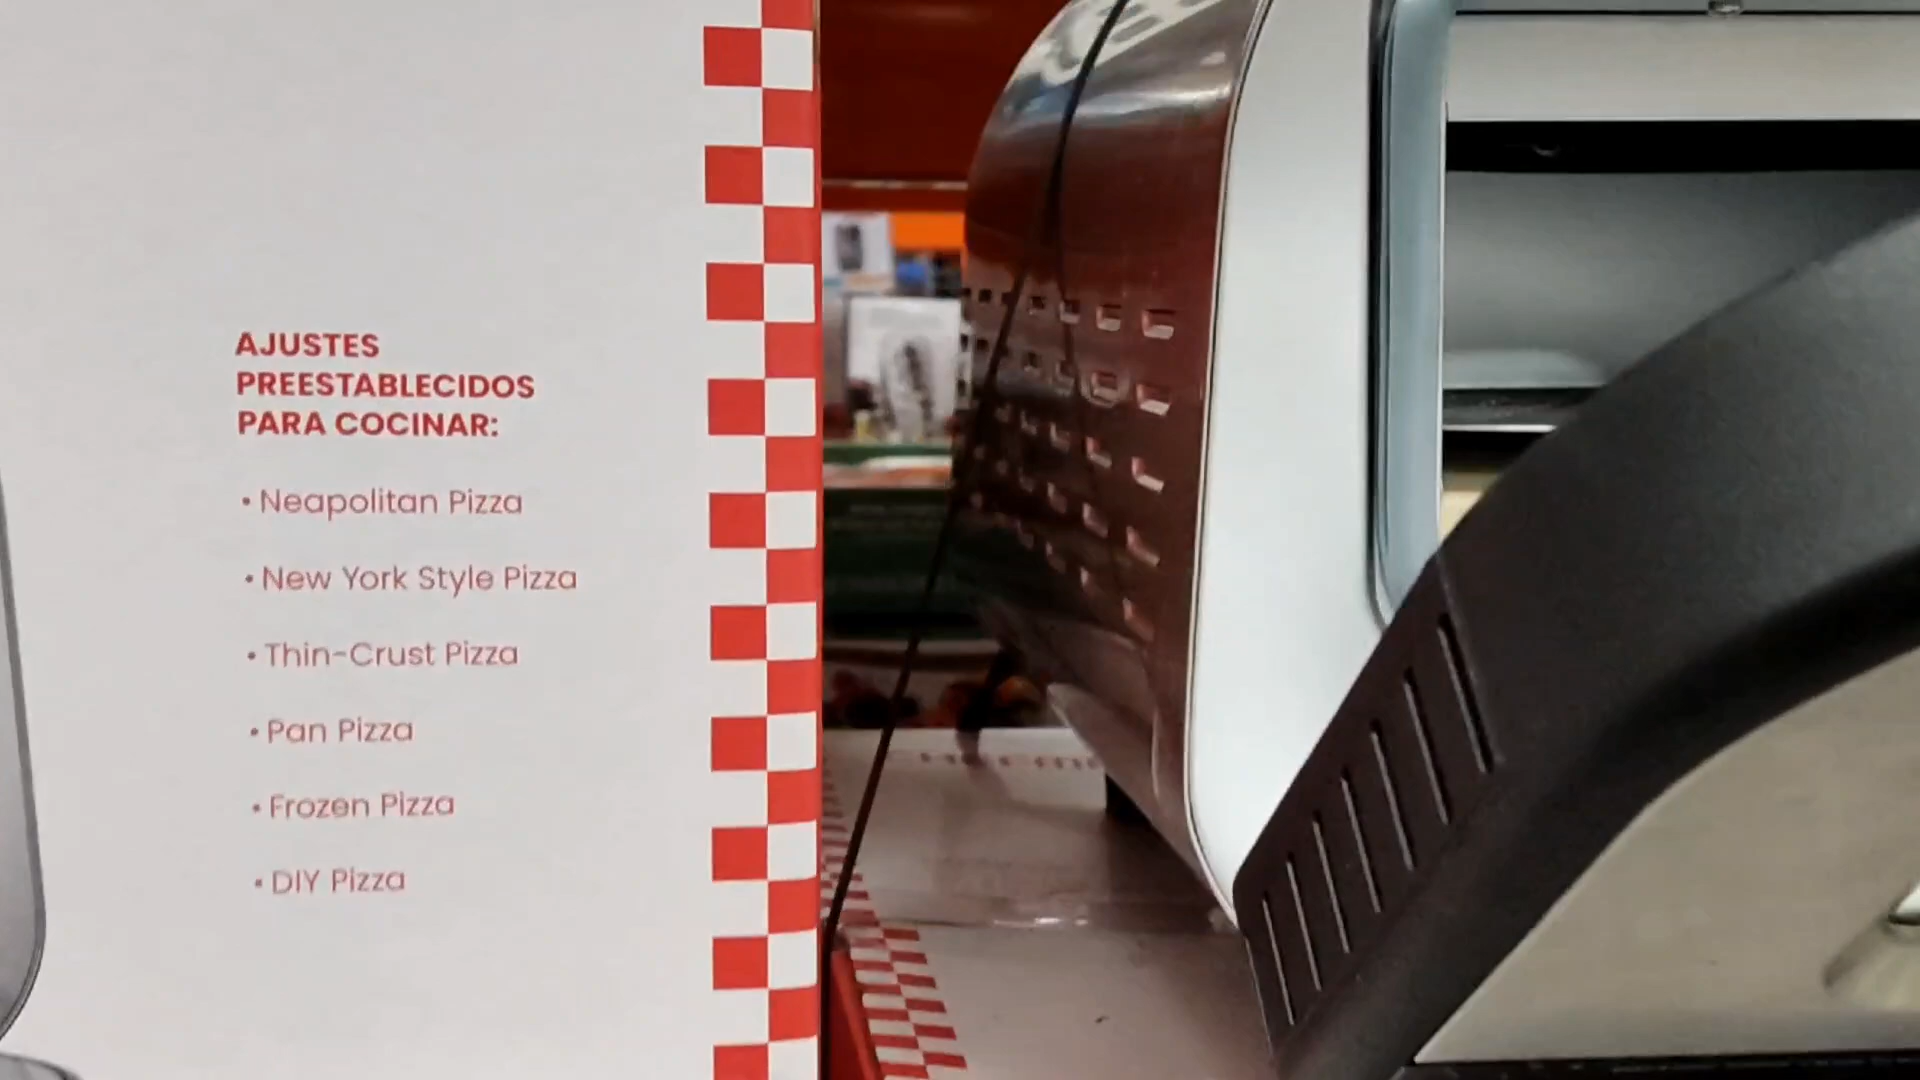 AJUSTES
PREESTABLECIDOS
PARA COCINAR:
• Neapolitan Pizza
• New York Style Pizza
• Thin-Crust Pizza
• Pan Pizza
• Frozen Pizza
• DIY Pizza